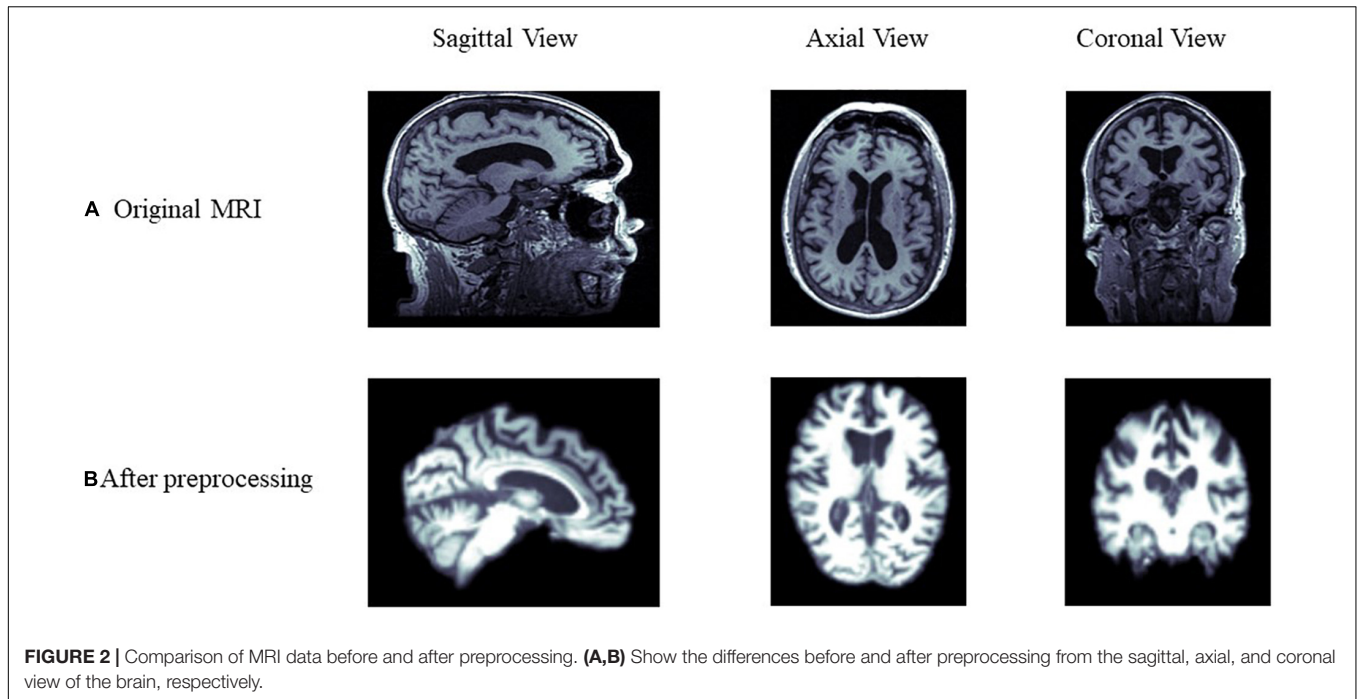 Sagittal View
Axial View
Coronal View
A Original MRI
B After preprocessing
FIGURE 2 | Comparison of MRI data before and after preprocessing. (A,B) Show the differences before and after preprocessing from the sagittal, axial, and coronal
view of the brain, respectively.